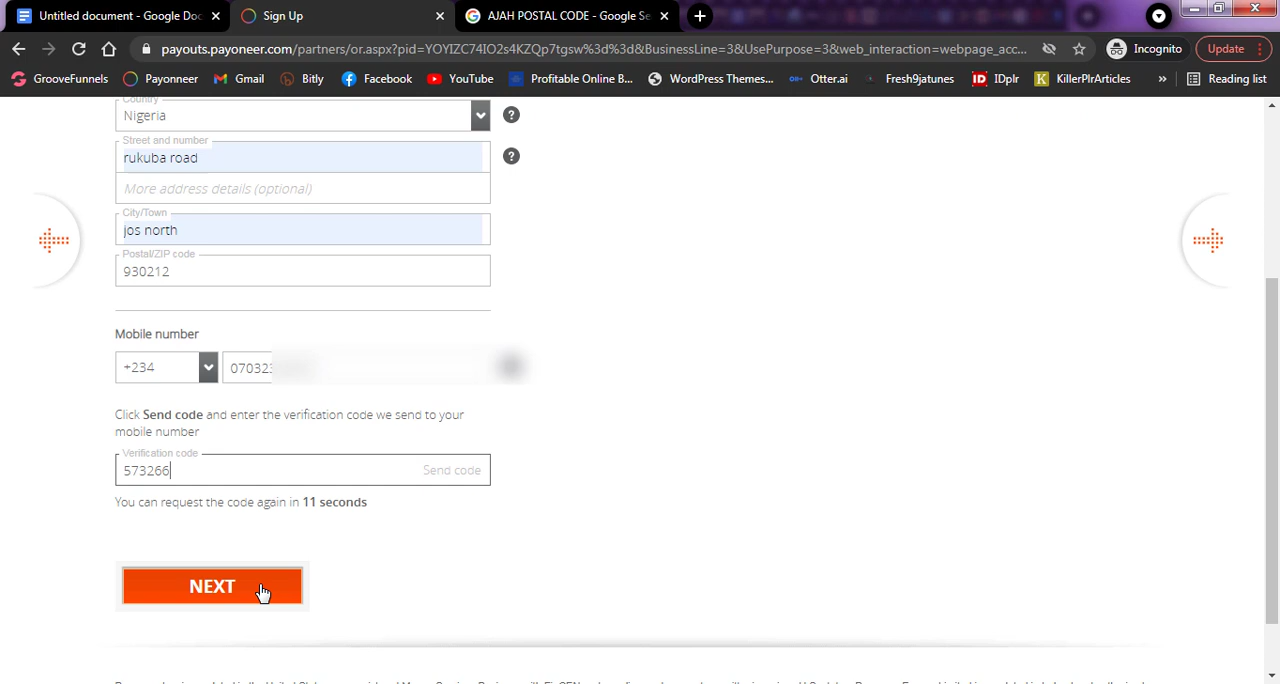 Untitled document - Google Doc
Sign Up
AJAH POSTAL CODE - Google Se
payouts.payoneer.com/partners/or.aspx?pid=YOYIZC74IO2s4KZQp7tgsw%3d%3d&BusinessLine=3&UsePurpose=3&web_interaction=webpage_acc...
Incognito
Update
GrooveFunnels
Payoneer
Gmail
Bitly
Facebook
YouTube
Profitable Online B...
WordPress Themes...
Otter.ai
Fresh9jatunes
IDplr
KillerPlrArticles
»
Reading list
Country
Nigeria
Street and number
rukuba road
More address details (optional)
City/Town
jos north
Postal/ZIP code
930212
Mobile number
+234
07032
Click Send code and enter the verification code we send to your
mobile number
Verification code
573266
Send code
You can request the code again in 11 seconds
NEXT